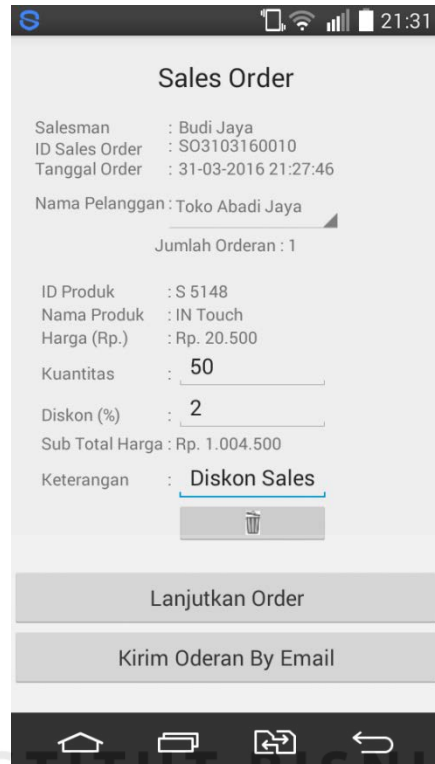 21:31
Sales Order
Salesman : Budi Jaya
ID Sales Order : SO3103160010
Tanggal Order : 31-03-2016 21:27:46
Nama Pelanggan : Toko Abadi Jaya
Jumlah Orderan : 1
ID Produk : S 5148
Nama Produk : IN Touch
Harga (Rp.) : Rp. 20.500
Kuantitas : 50
Diskon (%) : 2
Sub Total Harga : Rp. 1.004.500
Keterangan : Diskon Sales
Lanjutkan Order
Kirim Oderan By Email